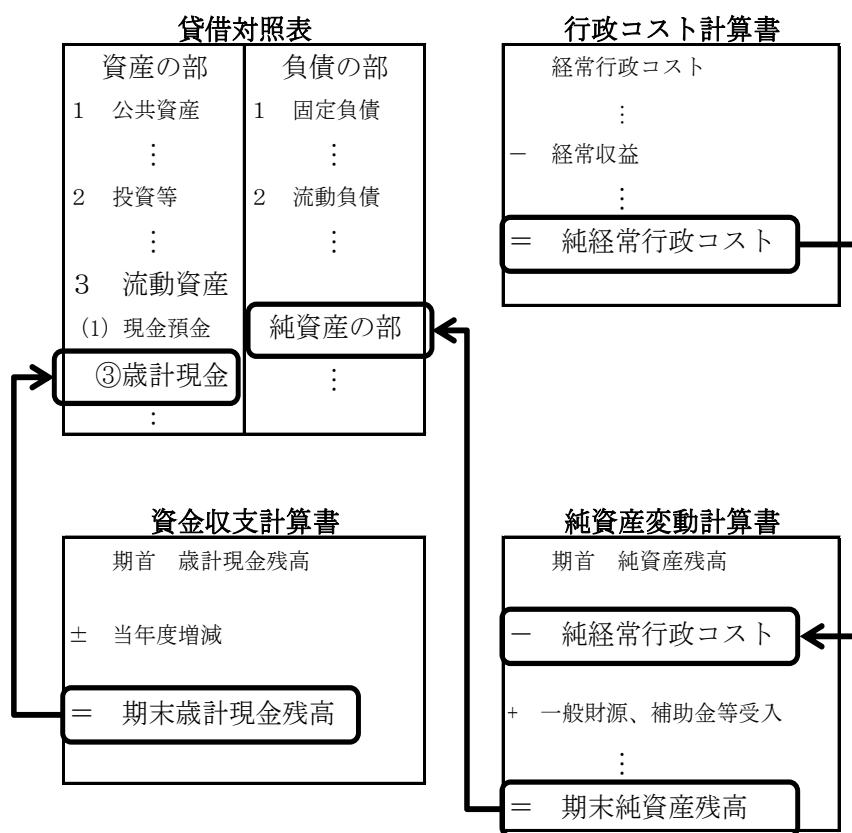 貸借対照表
資産の部 負債の部
1 公共資産 1 固定負債
⋮ ⋮
2 投資等 2 流動負債
⋮ ⋮
3 流動資産
(1) 現金預金 純資産の部
③歳計現金 ⋮
⋮
行政コスト計算書
経常行政コスト
⋮
－ 経常収益
⋮
＝ 純経常行政コスト
資金収支計算書
期首 歳計現金残高
± 当年度増減
＝ 期末歳計現金残高
純資産変動計算書
期首 純資産残高
－ 純経常行政コスト
+ 一般財源、補助金等受入
⋮
＝ 期末純資産残高